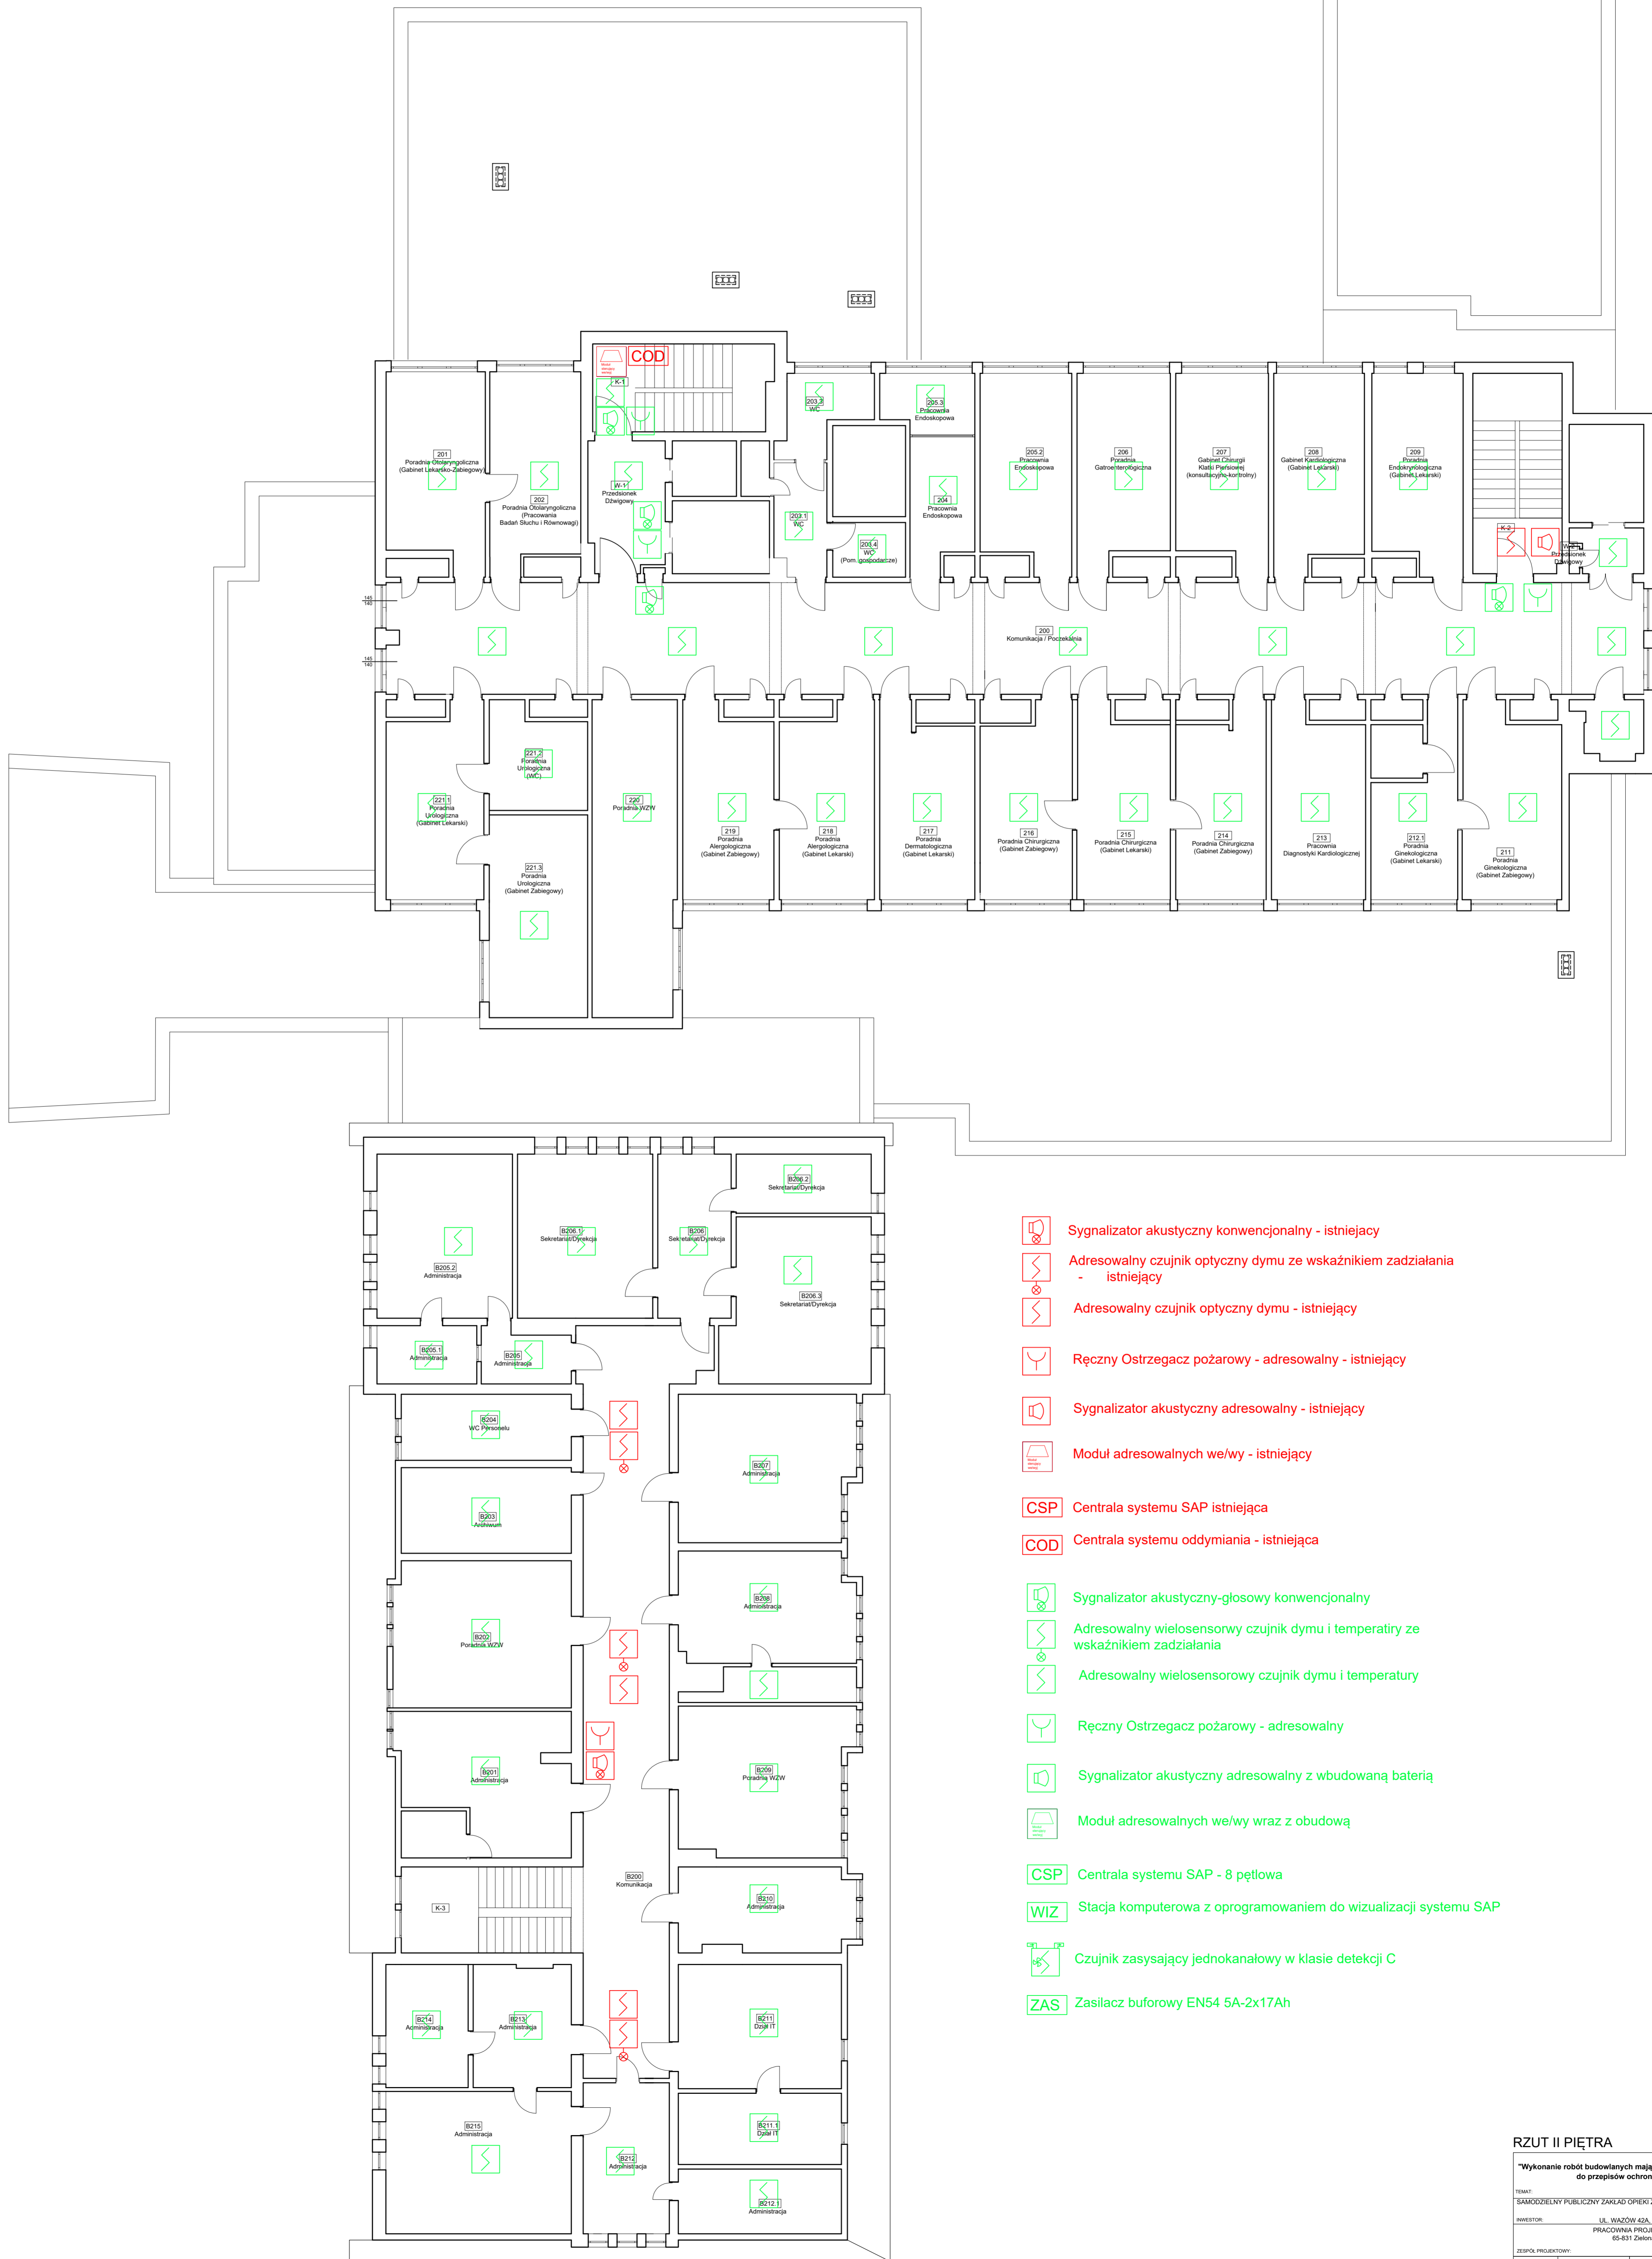 COD
K-1
201
Poradnia Otolaryngoliczna
(Gabinet Lekarsko-Zabiegowy)
202
Poradnia Otolaryngoliczna
(Pracowania
Badań Słuchu i Równowagi)
W-1
Przedsionek
Dźwigowy
WC
203.1
WC
203.4
WC
(Pom. gospodarcze)
205.3
Pracownia
Endoskopowa
204
Pracownia
Endoskopowa
205.2
Pracownia
Endoskopowa
206
Poradnia
Gatroenterologiczna
207
Gabinet Chirurgii
Klatki Piersiowej
(konsultacyjno-kontrolny)
208
Gabinet Kardiologiczna
(Gabinet Lekarski)
209
Poradnia
Endokrynologiczna
(Gabinet Lekarski)
K-2
Przedsionek
Dźwigowy
145
140
145
140
200
Komunikacja / Poczekalnia
221.2
Poradnia
Urologiczna
(WC)
221.1
Poradnia
Urologiczna
(Gabinet Lekarski)
221.3
Poradnia
Urologiczna
(Gabinet Zabiegowy)
220
Poradnia WZW
219
Poradnia
Alergologiczna
(Gabinet Zabiegowy)
218
Poradnia
Alergologiczna
(Gabinet Lekarski)
217
Poradnia
Dermatologiczna
(Gabinet Lekarski)
216
Poradnia Chirurgiczna
(Gabinet Zabiegowy)
215
Poradnia Chirurgiczna
(Gabinet Lekarski)
214
Poradnia Chirurgiczna
(Gabinet Zabiegowy)
213
Pracownia
Diagnostyki Kardiologicznej
212.1
Poradnia
Ginekologiczna
(Gabinet Lekarski)
211
Poradnia
Ginekologiczna
(Gabinet Zabiegowy)
B205.2
Administracja
B206.1
Sekretariat/Dyrekcja
B206
Sekretariat/Dyrekcja
B206.2
Sekretariat/Dyrekcja
B206.3
Sekretariat/Dyrekcja
B205.1
Administracja
B205
Administracja
B204
WC Personelu
B203
Archiwum
B202
Poradnia WZW
B201
Administracja
B207
Administracja
B208
Administracja
B209
Poradnia WZW
B200
Komunikacja
K-3
B210
Administracja
B214
Administracja
B213
Administracja
B211
Dział IT
B215
Administracja
B211.1
Dział IT
B212
Administracja
B212.1
Administracja
Sygnalizator akustyczny konwencjonalny - istniejacy
Adresowalny czujnik optyczny dymu ze wskaźnikiem zadziałania
- istniejący
Adresowalny czujnik optyczny dymu - istniejący
Ręczny Ostrzegacz pożarowy - adresowalny - istniejący
Sygnalizator akustyczny adresowalny - istniejący
Moduł adresowalnych we/wy - istniejący
CSP Centrala systemu SAP istniejąca
COD Centrala systemu oddymiania - istniejąca
Sygnalizator akustyczny-głosowy konwencjonalny
Adresowalny wielosensorwy czujnik dymu i temperatiry ze
wskaźnikiem zadziałania
Adresowalny wielosensorowy czujnik dymu i temperatury
Ręczny Ostrzegacz pożarowy - adresowalny
Sygnalizator akustyczny adresowalny z wbudowaną baterią
Moduł adresowalnych we/wy wraz z obudową
CSP Centrala systemu SAP - 8 pętlowa
WIZ Stacja komputerowa z oprogramowaniem do wizualizacji systemu SAP
Czujnik zasysający jednokanałowy w klasie detekcji C
ZAS Zasilacz buforowy EN54 5A-2x17Ah
RZUT II PIĘTRA
"Wykonanie robót budowlanych mają
do przepisów ochron
TEMAT:
SAMODZIELNY PUBLICZNY ZAKŁAD OPIEKI Z
INWESTOR: UL. WAZÓW 42A,
PRACOWNIA PROJ
65-831 Zielon
ZESPÓŁ PROJEKTOWY: